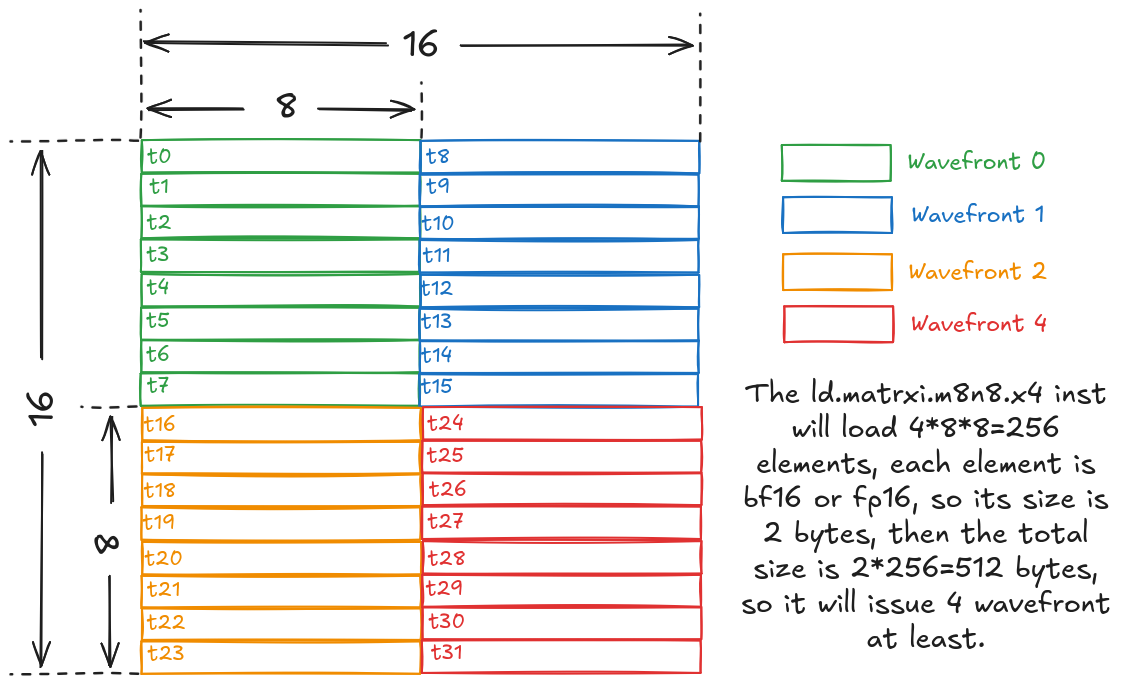 16
8
t0 t8
t1 t9
t2 t10
t3 t11
t4 t12
t5 t13
t6 t14
t7 t15
16
t16 t24
t17 t25
t18 t26
t19 t27
8
t20 t28
t21 t29
t22 t30
t23 t31
Wavefront 0
Wavefront 1
Wavefront 2
Wavefront 4
The ld.matrxi.m8n8.x4 inst
will load 4*8*8=256
elements, each element is
bf16 or fp16, so its size is
2 bytes, then the total
size is 2*256=512 bytes,
so it will issue 4 wavefront
at least.